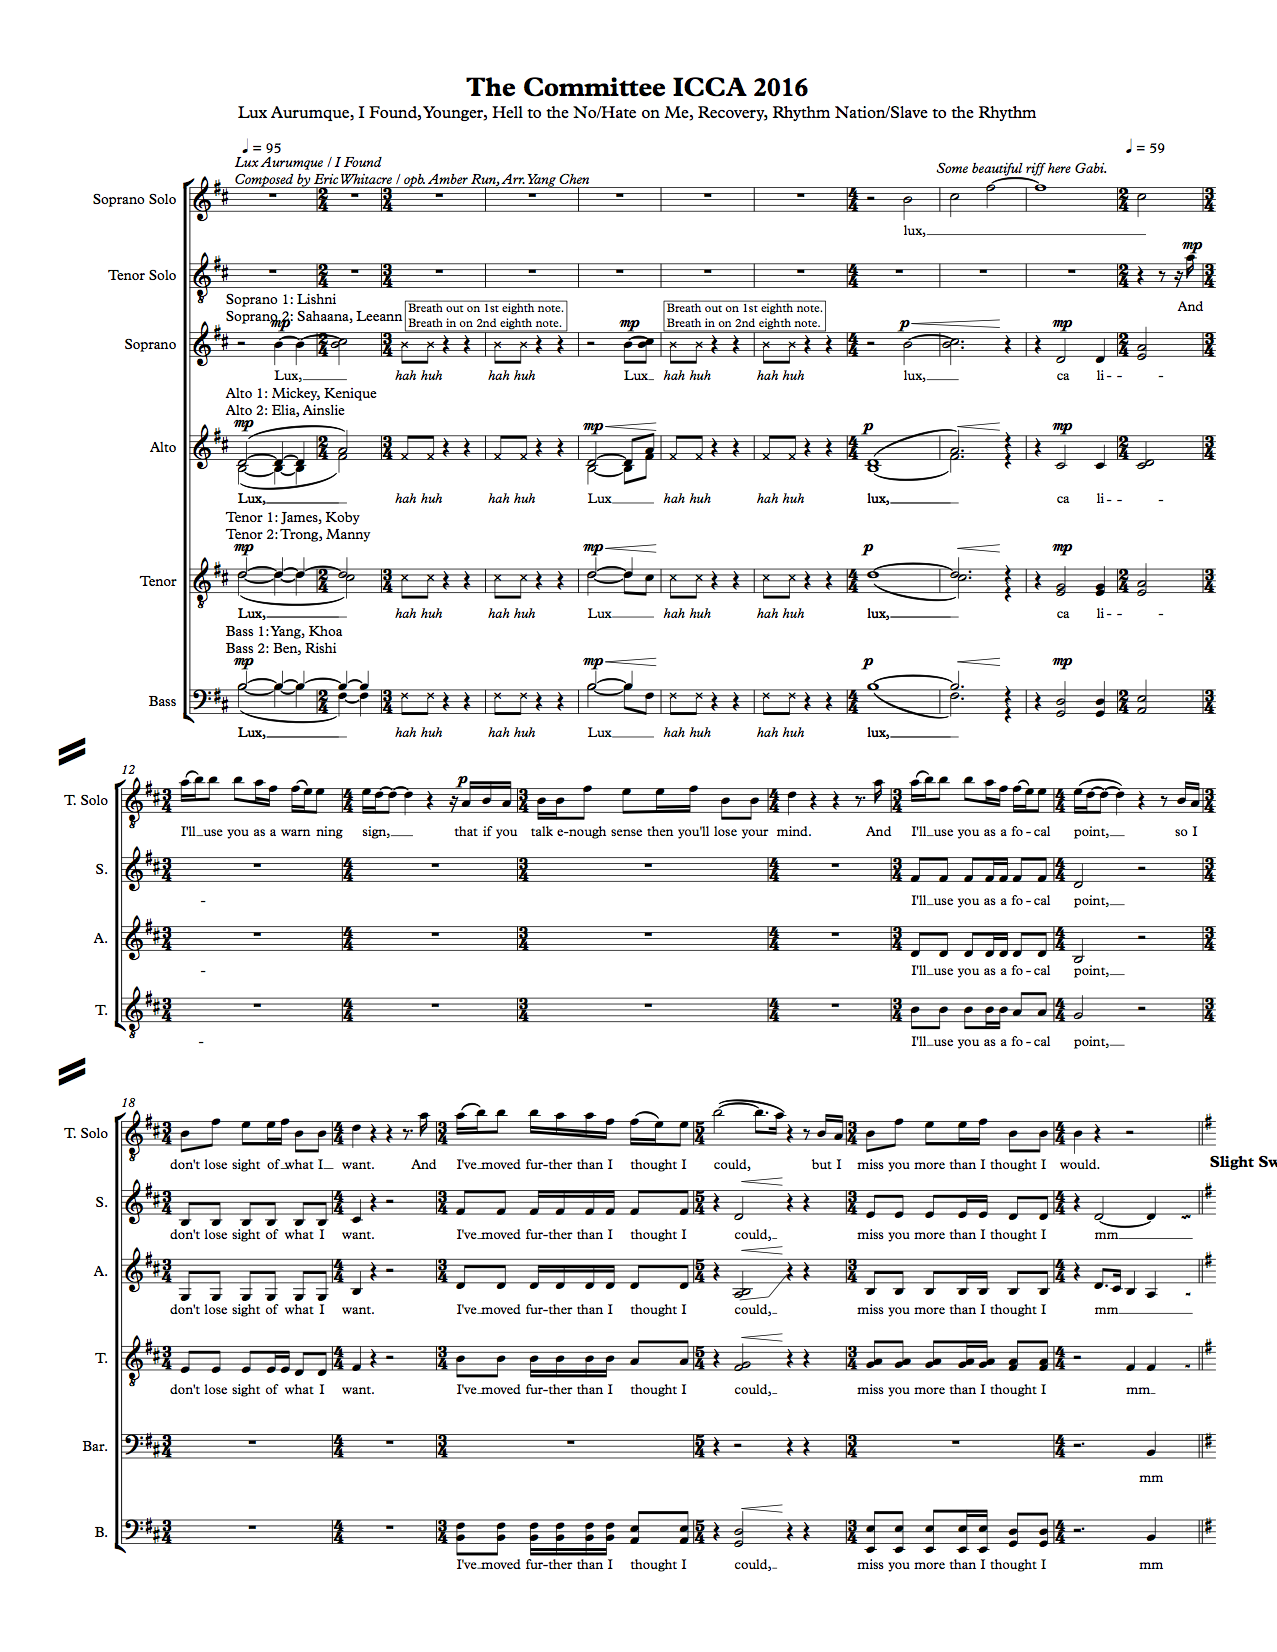 The Committee ICCA 2016
Lux Aurumque, I Found, Younger, Hell to the No/Hate on Me, Recovery, Rhythm Nation/Slave to the Rhythm
♩ = 95
♩ = 59
Lux Aurumque / I Found
Composed by Eric Whitacre / opb. Amber Run, Arr. Yang Chen
Some beautiful riff here Gabi.
Soprano Solo
lux,
Tenor Solo
mp
And
Soprano 1: Lishni
Soprano 2: Sahaana, Leeann
Breath out on 1st eighth note.
Breath in on 2nd eighth note.
Breath out on 1st eighth note.
Breath in on 2nd eighth note.
mp mp p mp
Soprano
Lux, hah huh hah huh Lux hah huh hah huh lux, ca li - - -
Alto 1: Mickey, Kenique
Alto 2: Elia, Ainslie
mp mp p mp
Alto
Lux, hah huh hah huh Lux hah huh hah huh lux, ca li - - -
Tenor 1: James, Koby
Tenor 2: Trong, Manny
mp mp p mp
Tenor
Lux, hah huh hah huh Lux hah huh hah huh lux, ca li - - -
Bass 1: Yang, Khoa
Bass 2: Ben, Rishi
mp mp p mp
Bass
Lux, hah huh hah huh Lux hah huh hah huh lux,
12
p
T. Solo
I'll use you as a warn ning sign, that if you talk e-nough sense then you'll lose your mind. And I'll use you as a fo - cal point, so I
S.
- I'll use you as a fo - cal point,
A.
- I'll use you as a fo - cal point,
T.
- I'll use you as a fo - cal point,
18
T. Solo
don't lose sight of what I want. And I've moved fur-ther than I thought I could, but I miss you more than I thought I would.
Slight Sw
S.
don't lose sight of what I want. I've moved fur-ther than I thought I could, miss you more than I thought I mm
A.
don't lose sight of what I want. I've moved fur-ther than I thought I could, miss you more than I thought I mm
T.
don't lose sight of what I want. I've moved fur-ther than I thought I could, miss you more than I thought I mm
Bar.
mm
B.
I've moved fur-ther than I thought I could, miss you more than I thought I mm